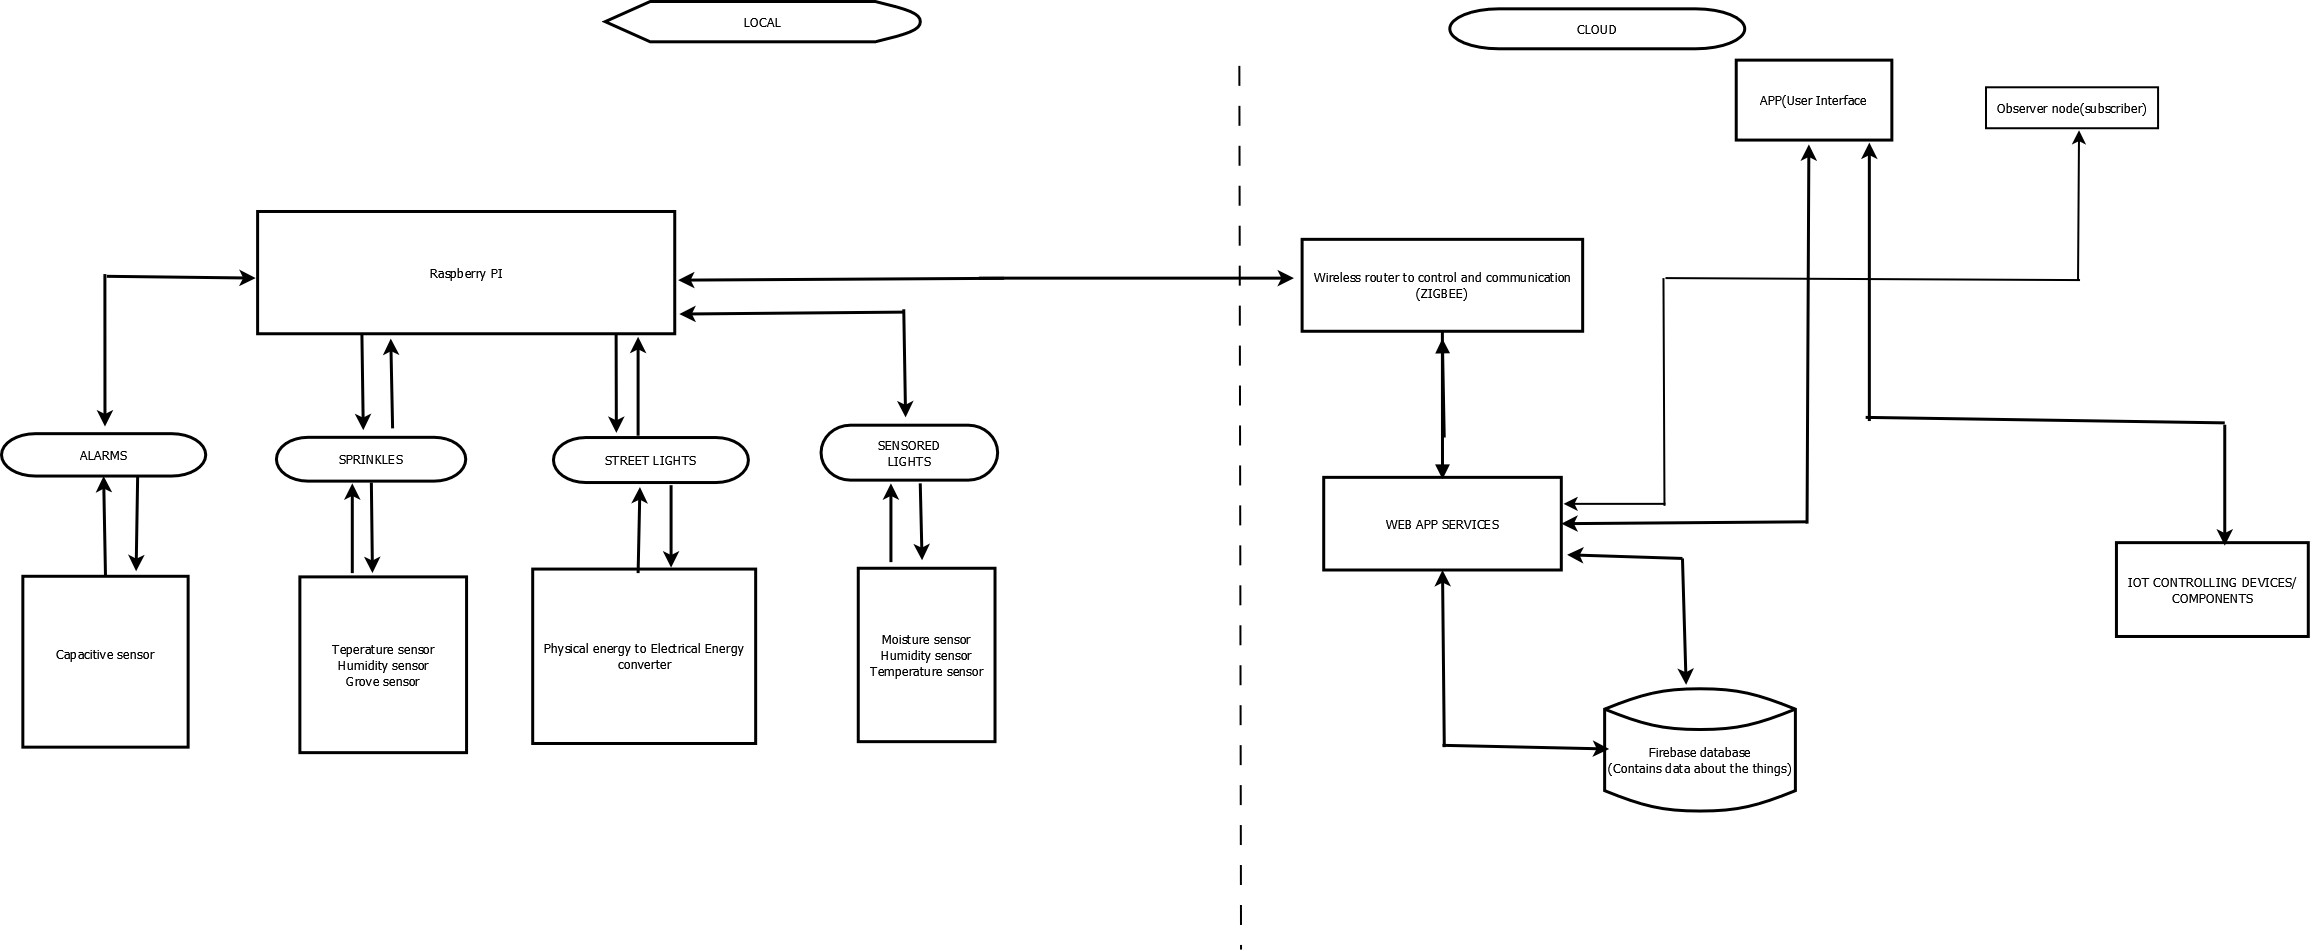 LOCAL
CLOUD
APP(User Interface
Observer node(subscriber)
Raspberry PI
Wireless router to control and communication
(ZIGBEE)
ALARMS
SPRINKLES
STREET LIGHTS
SENSORED
LIGHTS
WEB APP SERVICES
IOT CONTROLLING DEVICES/
COMPONENTS
Capacitive sensor
Teperature sensor
Humidity sensor
Grove sensor
Physical energy to Electrical Energy
converter
Moisture sensor
Humidity sensor
Temperature sensor
Firebase database
(Contains data about the things)